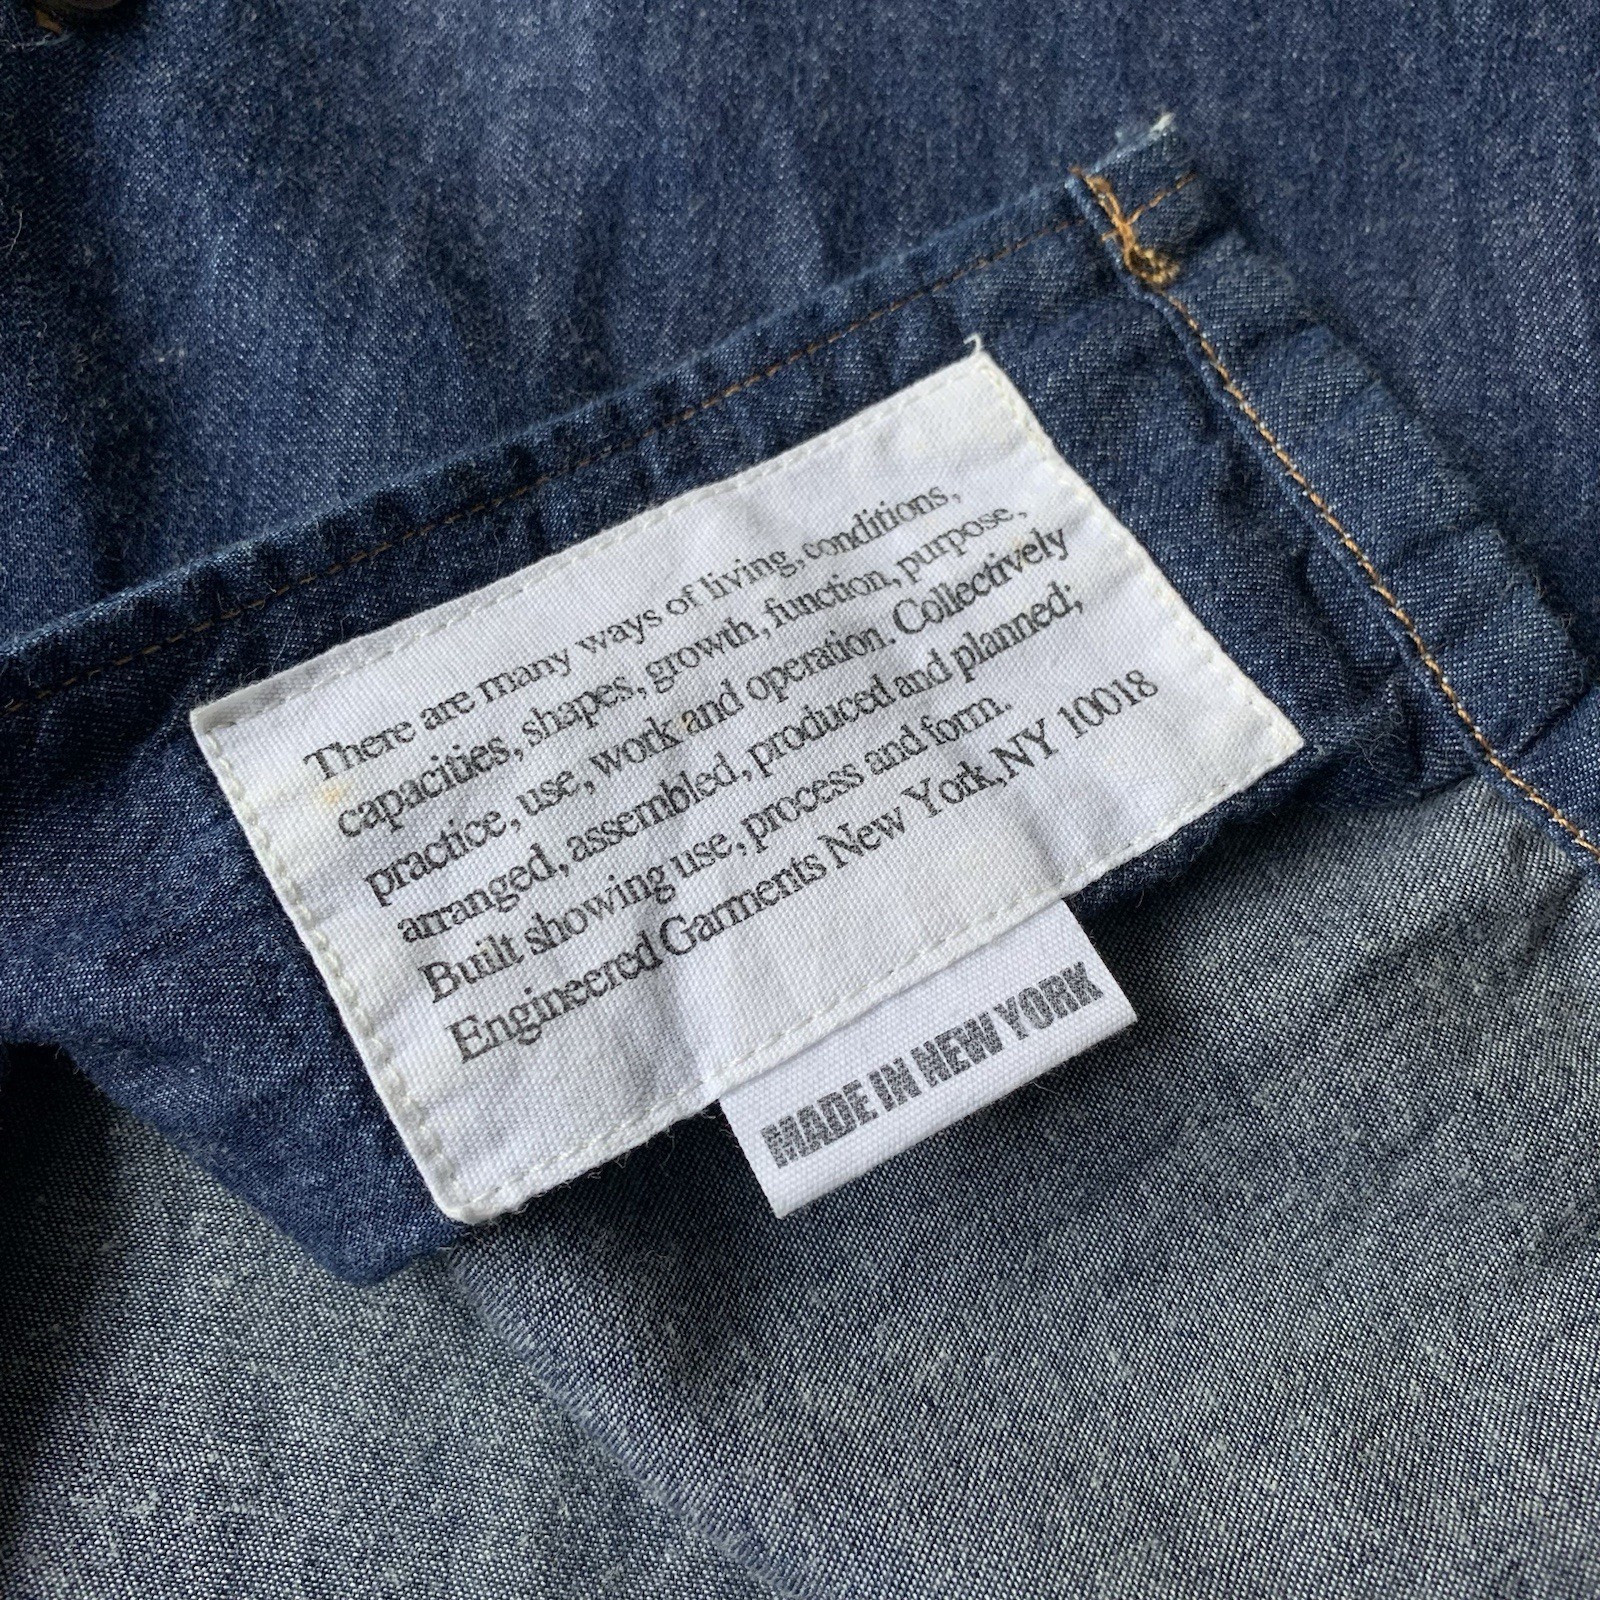 There are many ways of living, conditions,
capacities, shapes, growth, function, purpose,
practice, use, work and operation. Collectively
arranged, assembled, produced and planned;
Built showing use, process and form.
Engineered Garments New York, NY 10018
MADE IN NEW YORK